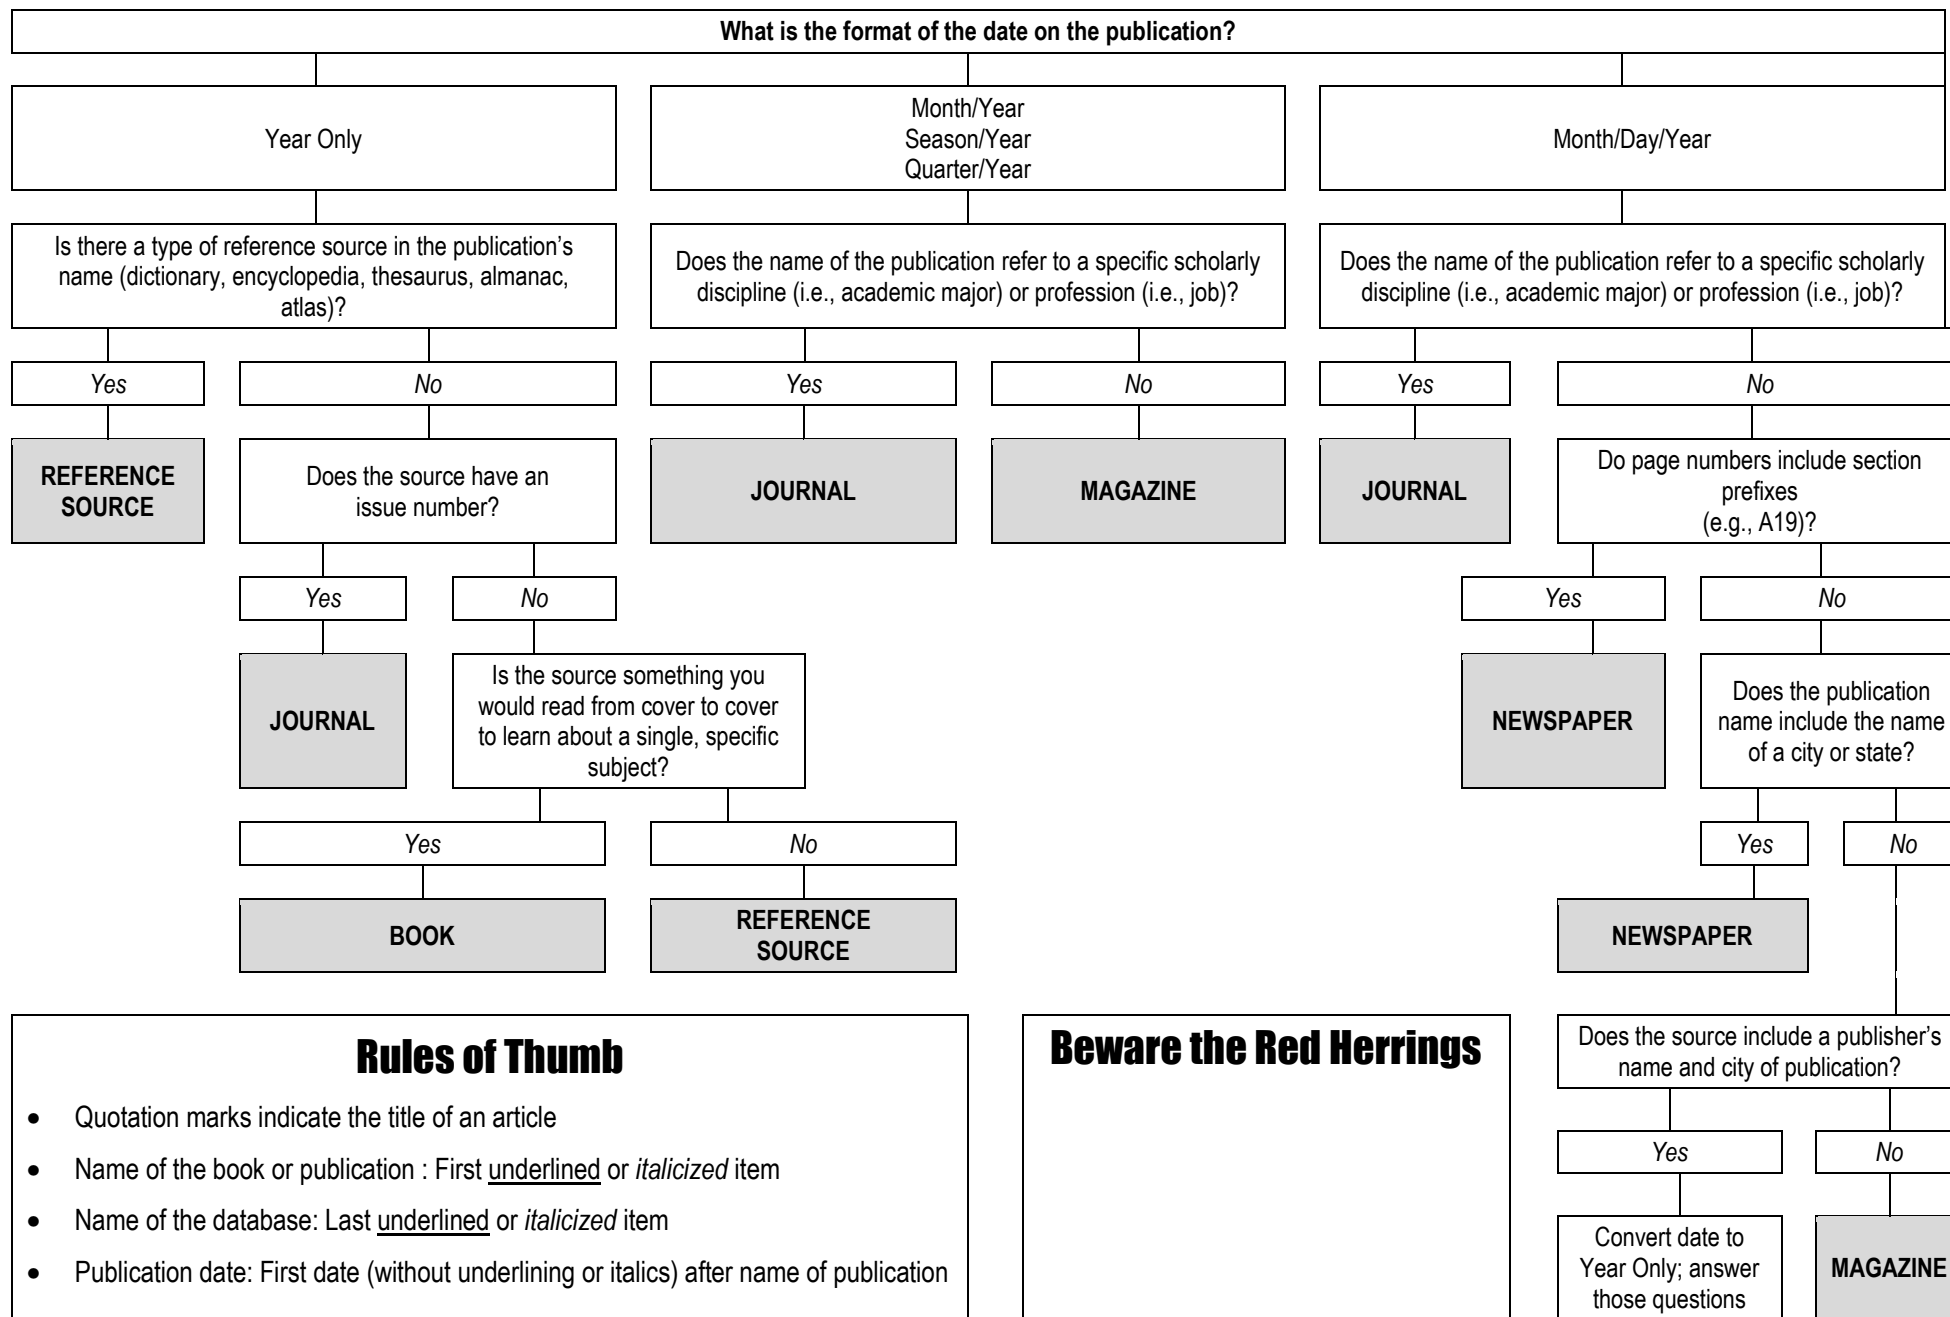 What is the format of the date on the publication?
Year Only
Month/Year
Season/Year
Quarter/Year
Month/Day/Year
Is there a type of reference source in the publication’s
name (dictionary, encyclopedia, thesaurus, almanac,
atlas)?
Does the name of the publication refer to a specific scholarly
discipline (i.e., academic major) or profession (i.e., job)?
Does the name of the publication refer to a specific scholarly
discipline (i.e., academic major) or profession (i.e., job)?
Yes
No
Yes
No
Yes
No
REFERENCE
SOURCE
Does the source have an
issue number?
JOURNAL
MAGAZINE
JOURNAL
Do page numbers include section
prefixes
(e.g., A19)?
Yes
No
Yes
No
JOURNAL
Is the source something you
would read from cover to cover
to learn about a single, specific
subject?
NEWSPAPER
Does the publication
name include the name
of a city or state?
Yes
No
Yes
No
BOOK
REFERENCE
SOURCE
NEWSPAPER
Rules of Thumb
• Quotation marks indicate the title of an article
• Name of the book or publication : First underlined or italicized item
• Name of the database: Last underlined or italicized item
• Publication date: First date (without underlining or italics) after name of publication
Beware the Red Herrings
Does the source include a publisher’s
name and city of publication?
Yes
No
Convert date to
Year Only; answer
those questions
MAGAZINE